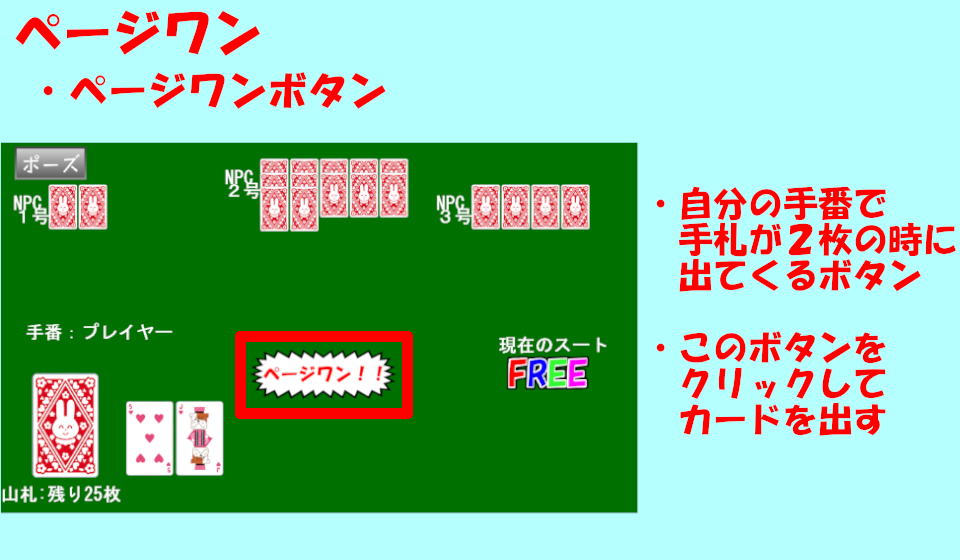 ページワン
・ページワンボタン
ポーズ
NPC
1号
NPC
2号
NPC
3号
・自分の手番で
手札が２枚の時に
出てくるボタン
手番：プレイヤー
ページワン！！
現在のスート
FREE
・このボタンを
クリックして
カードを出す
5
J
5
J
山札：残り25枚